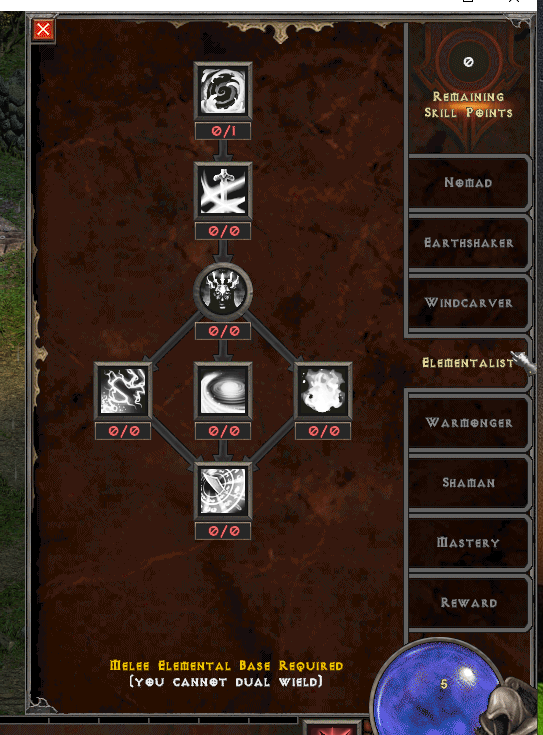 0
Remaining
Skill Points
0/1
Nomad
0/0
Earthshaker
Windcarver
0/0
Elementalist
0/0 0/0 0/0
Warmonger
Shaman
0/0
Mastery
Reward
Melee Elemental Base Required
(you cannot dual wield)
5